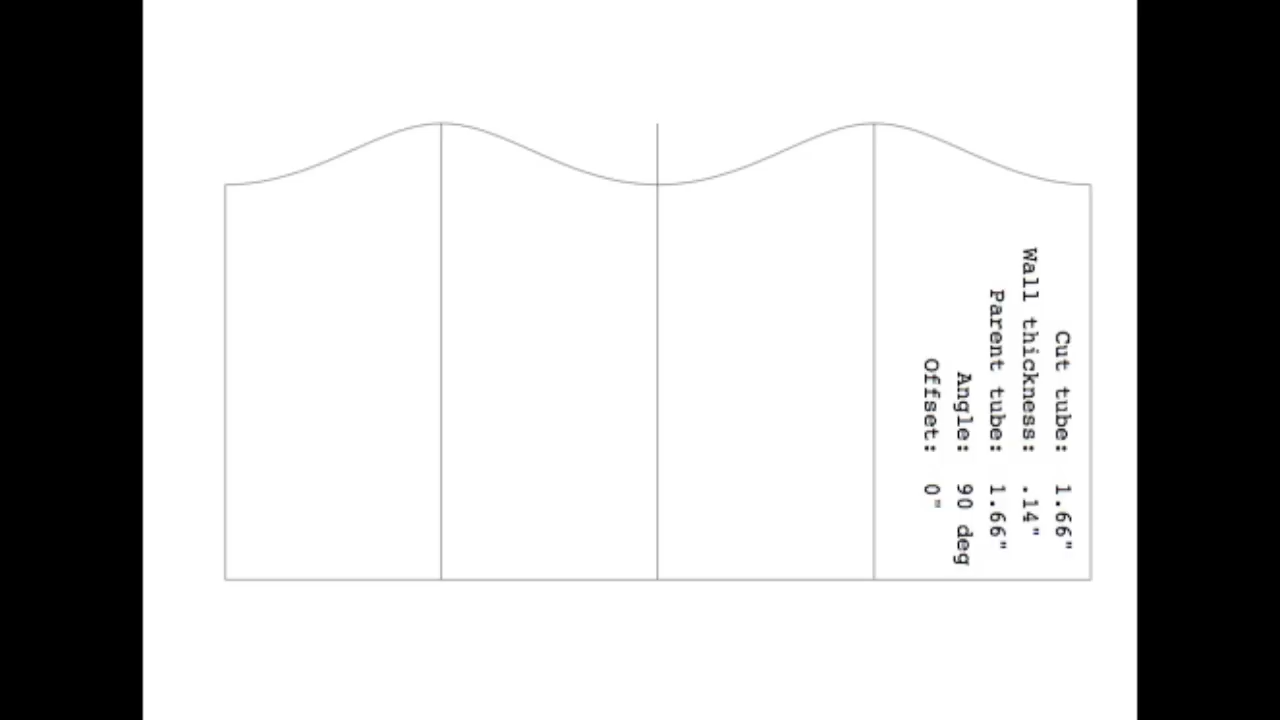 Cut tube: 1.66"
Wall thickness: .14"
Parent tube: 1.66"
Angle: 90 deg
Offset: 0"